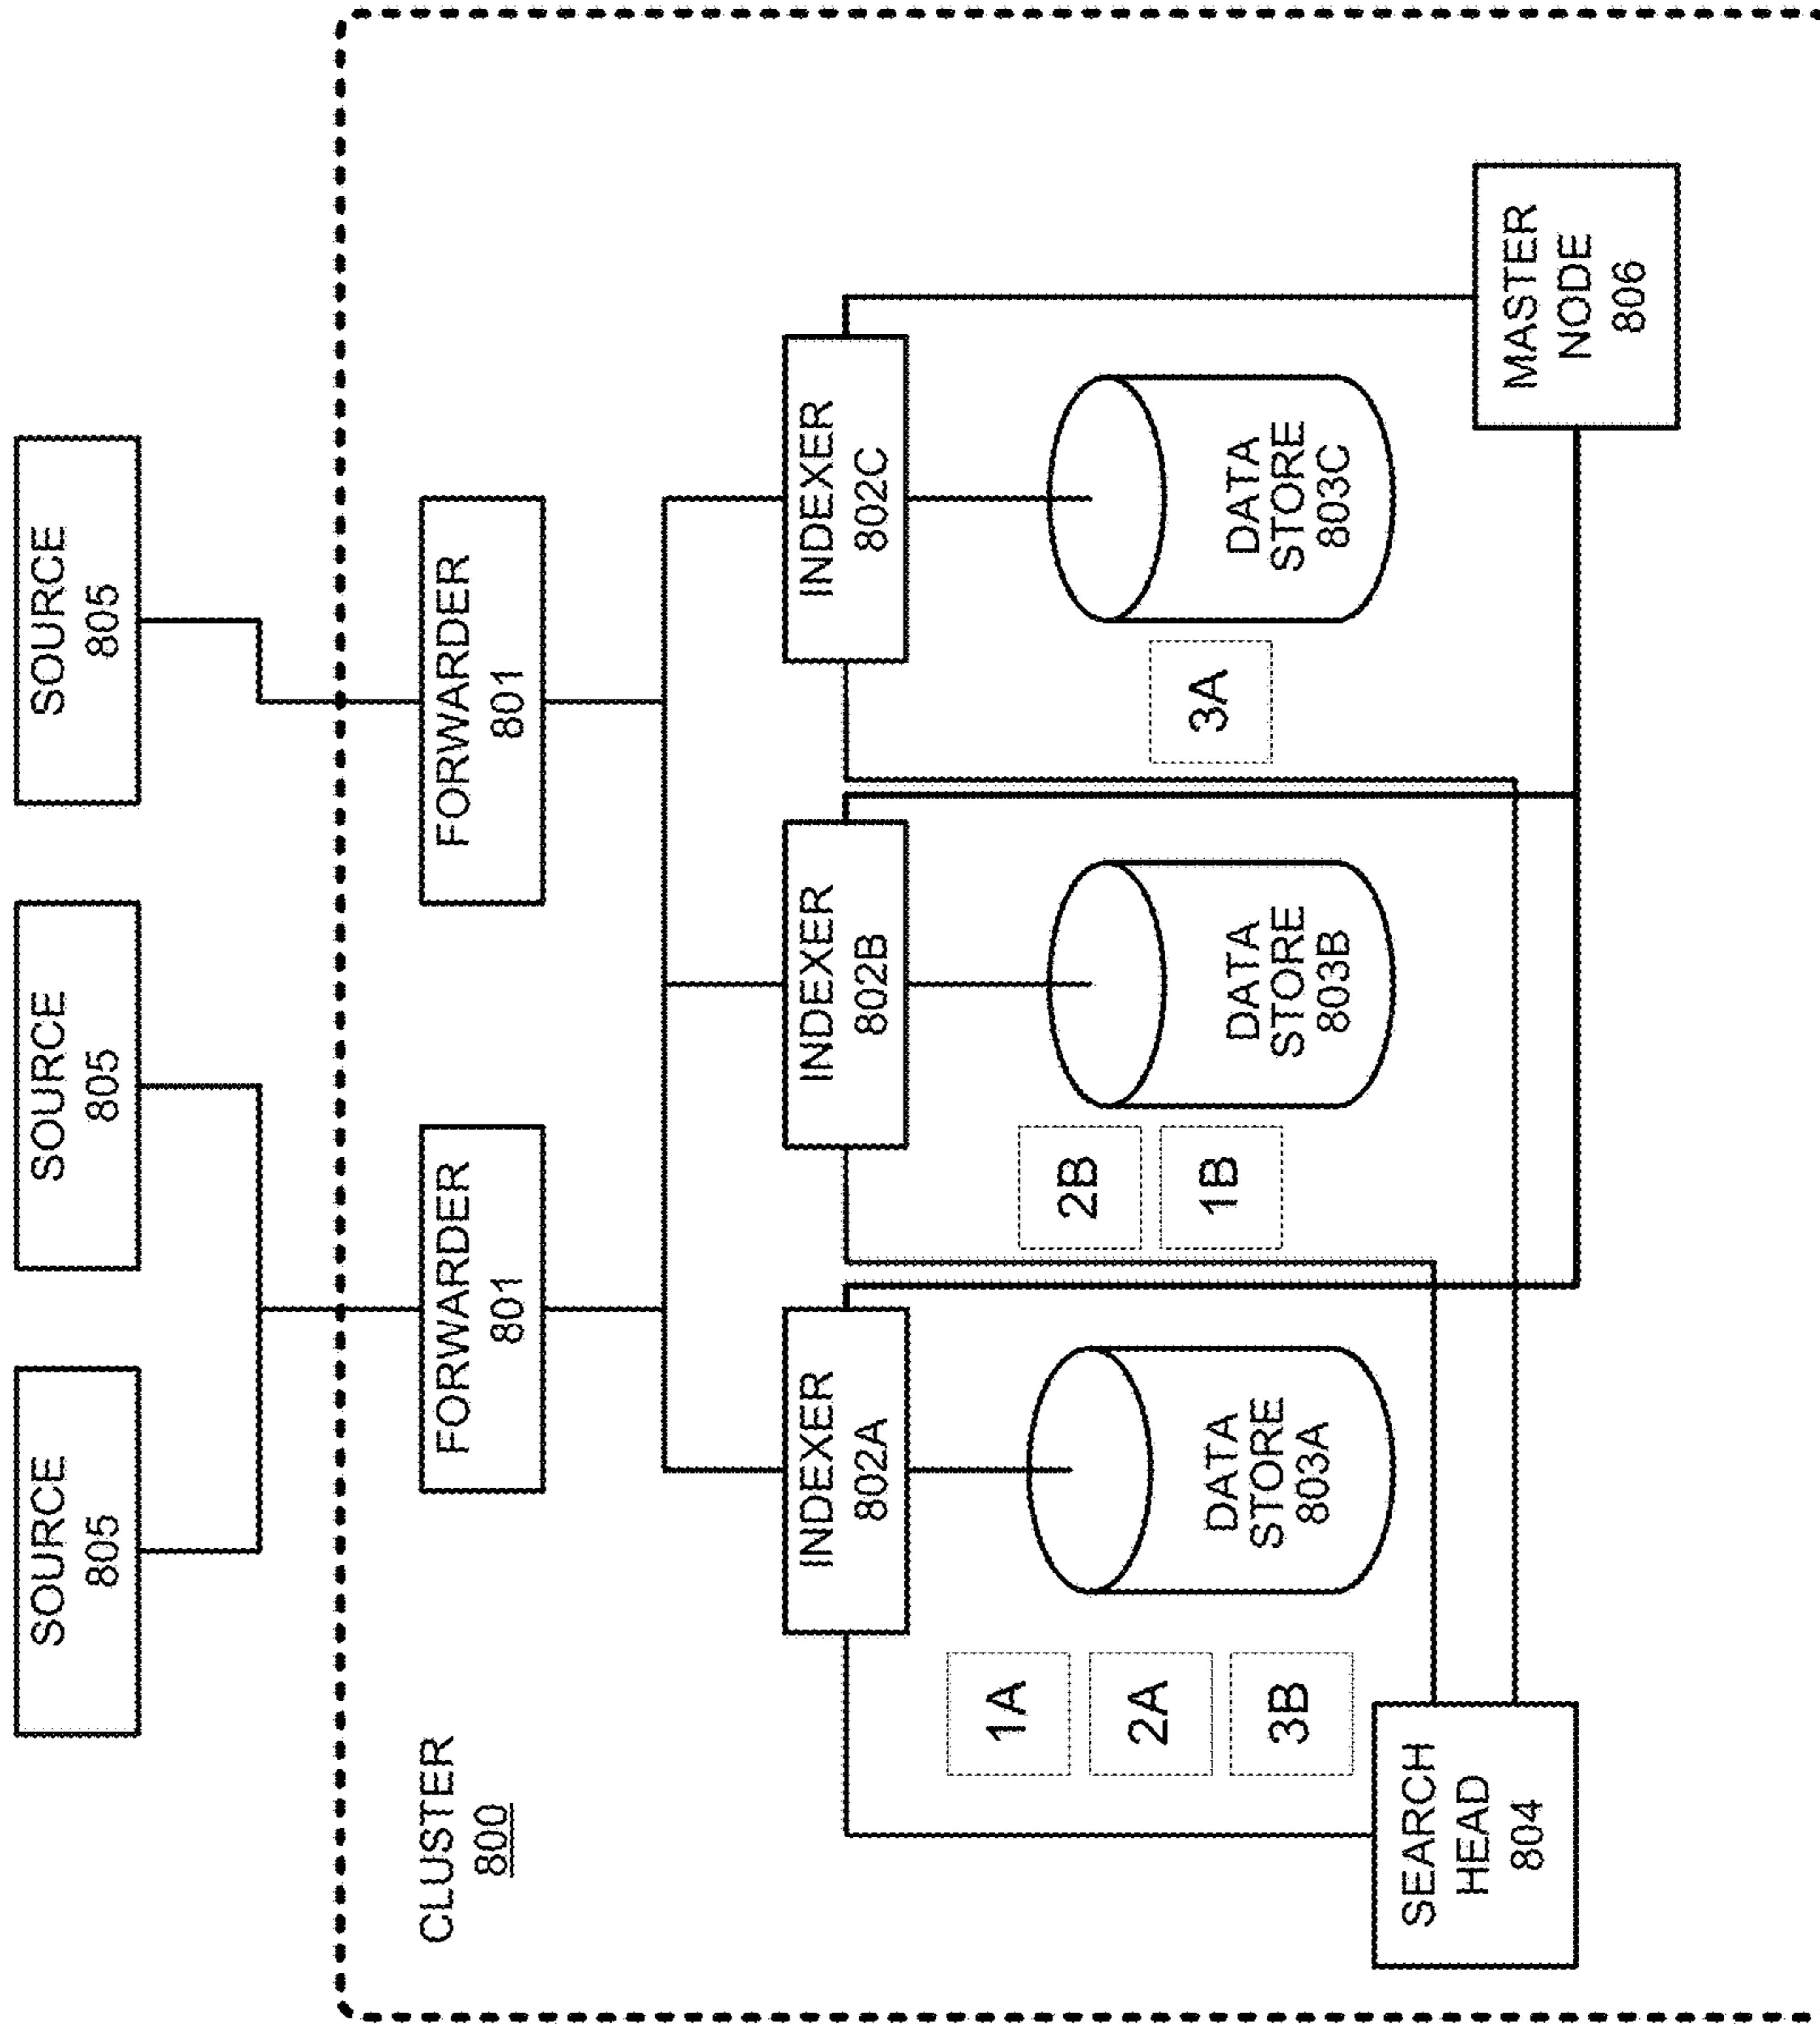 SOURCE
805
SOURCE
805
SOURCE
805
CLUSTER
800
FORWARDER
801
FORWARDER
801
INDEXER
802A
INDEXER
802B
INDEXER
802C
1A
2A
3B
DATA
STORE
803A
2B
1B
DATA
STORE
803B
3A
DATA
STORE
803C
SEARCH
HEAD
804
MASTER
NODE
806